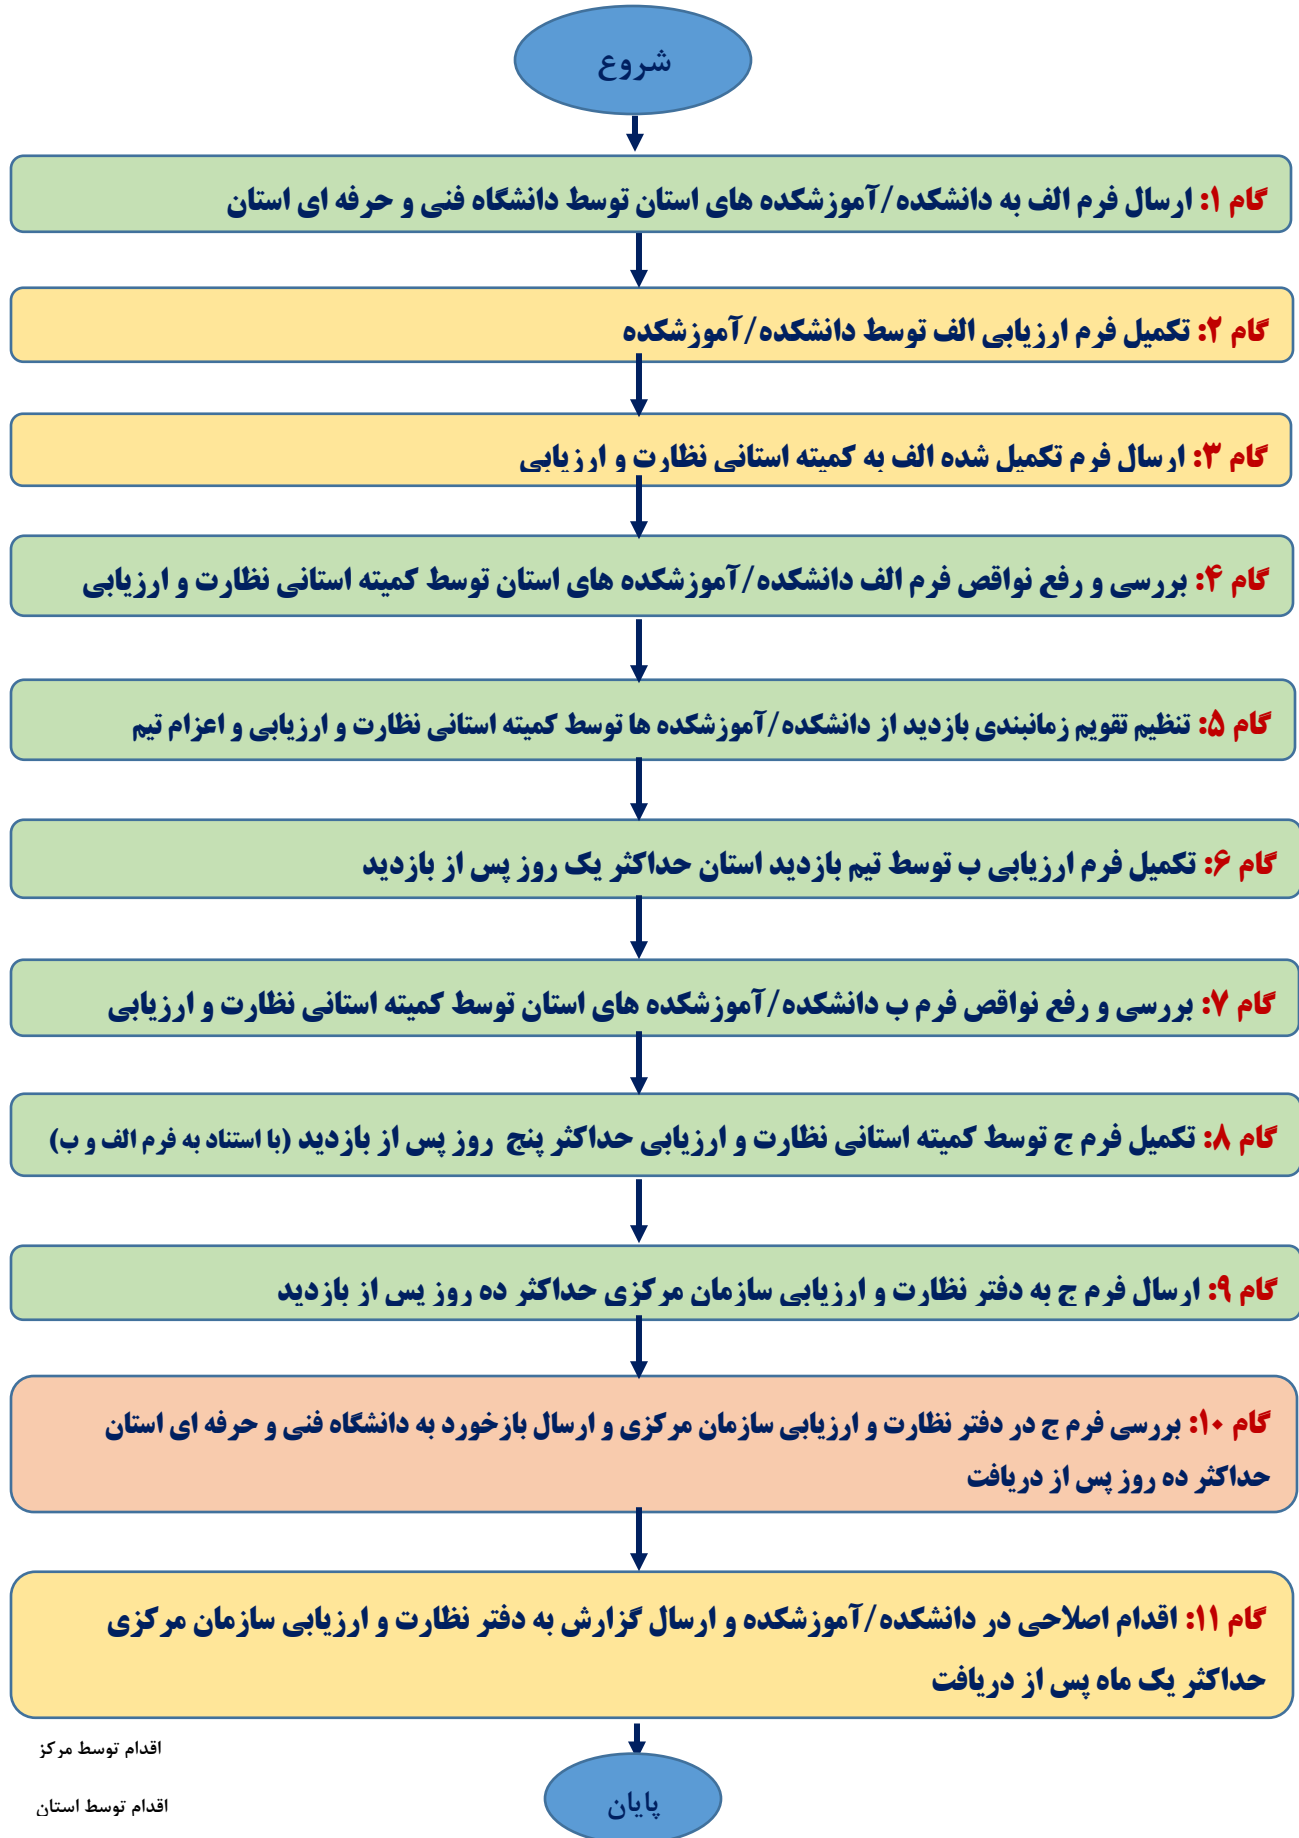 شروع
گام ۱: ارسال فرم الف به دانشکده/آموزشکده های استان توسط دانشگاه فنی و حرفه ای استان
گام ۲: تکمیل فرم ارزیابی الف توسط دانشکده/آموزشکده
گام ۳: ارسال فرم تکمیل شده الف به کمیته استانی نظارت و ارزیابی
گام ۴: بررسی و رفع نواقص فرم الف دانشکده/آموزشکده های استان توسط کمیته استانی نظارت و ارزیابی
گام ۵: تنظیم تقویم زمانبندی بازدید از دانشکده/آموزشکده ها توسط کمیته استانی نظارت و ارزیابی و اعزام تیم
گام ۶: تکمیل فرم ارزیابی ب توسط تیم بازدید استان حداکثر یک روز پس از بازدید
گام ۷: بررسی و رفع نواقص فرم ب دانشکده/آموزشکده های استان توسط کمیته استانی نظارت و ارزیابی
گام ۸: تکمیل فرم ج توسط کمیته استانی نظارت و ارزیابی حداکثر پنج روز پس از بازدید (با استناد به فرم الف و ب)
گام ۹: ارسال فرم ج به دفتر نظارت و ارزیابی سازمان مرکزی حداکثر ده روز پس از بازدید
گام ۱۰: بررسی فرم ج در دفتر نظارت و ارزیابی سازمان مرکزی و ارسال بازخورد به دانشگاه فنی و حرفه ای استان
حداکثر ده روز پس از دریافت
گام ۱۱: اقدام اصلاحی در دانشکده/آموزشکده و ارسال گزارش به دفتر نظارت و ارزیابی سازمان مرکزی
حداکثر یک ماه پس از دریافت
اقدام توسط مرکز
پایان
اقدام توسط استان